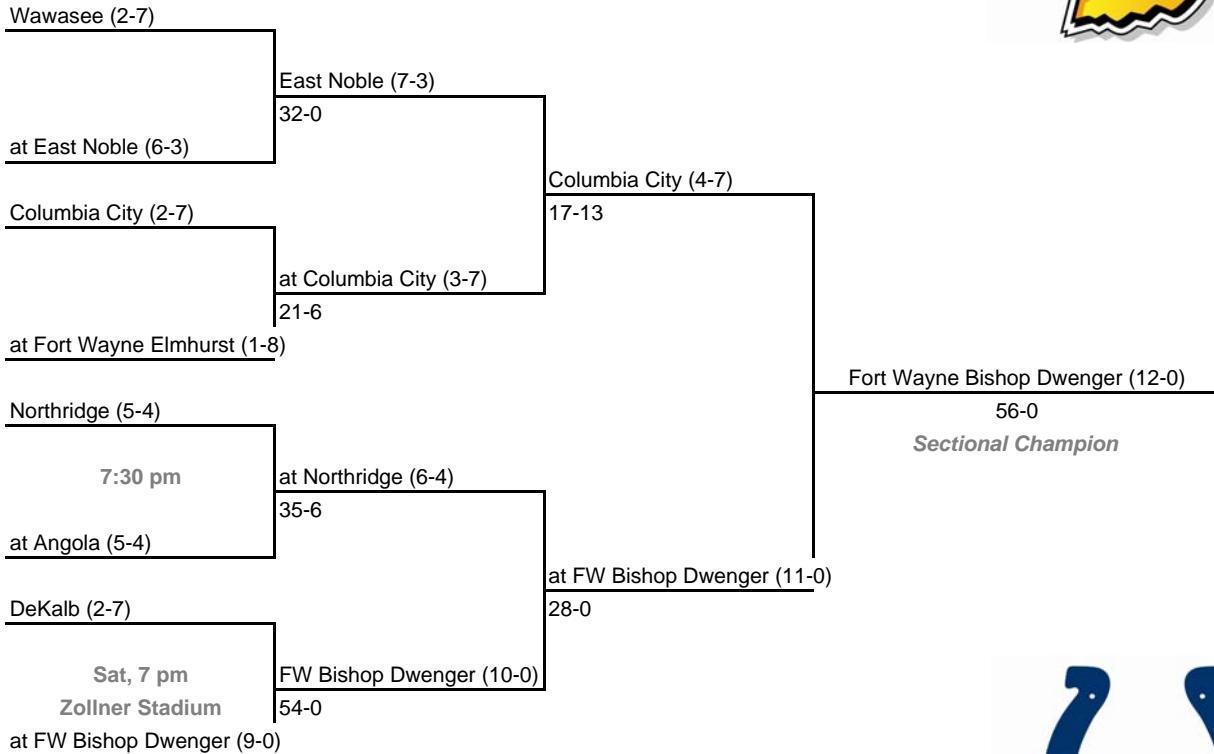 Wawasee (2-7)
East Noble (7-3)
32-0
at East Noble (6-3)
Columbia City (4-7)
17-13
Columbia City (2-7)
at Columbia City (3-7)
21-6
at Fort Wayne Elmhurst (1-8)
Fort Wayne Bishop Dwenger (12-0)
56-0
Sectional Champion
Northridge (5-4)
7:30 pm
at Northridge (6-4)
35-6
at Angola (5-4)
at FW Bishop Dwenger (11-0)
28-0
DeKalb (2-7)
Sat, 7 pm
Zollner Stadium
FW Bishop Dwenger (10-0)
54-0
at FW Bishop Dwenger (9-0)